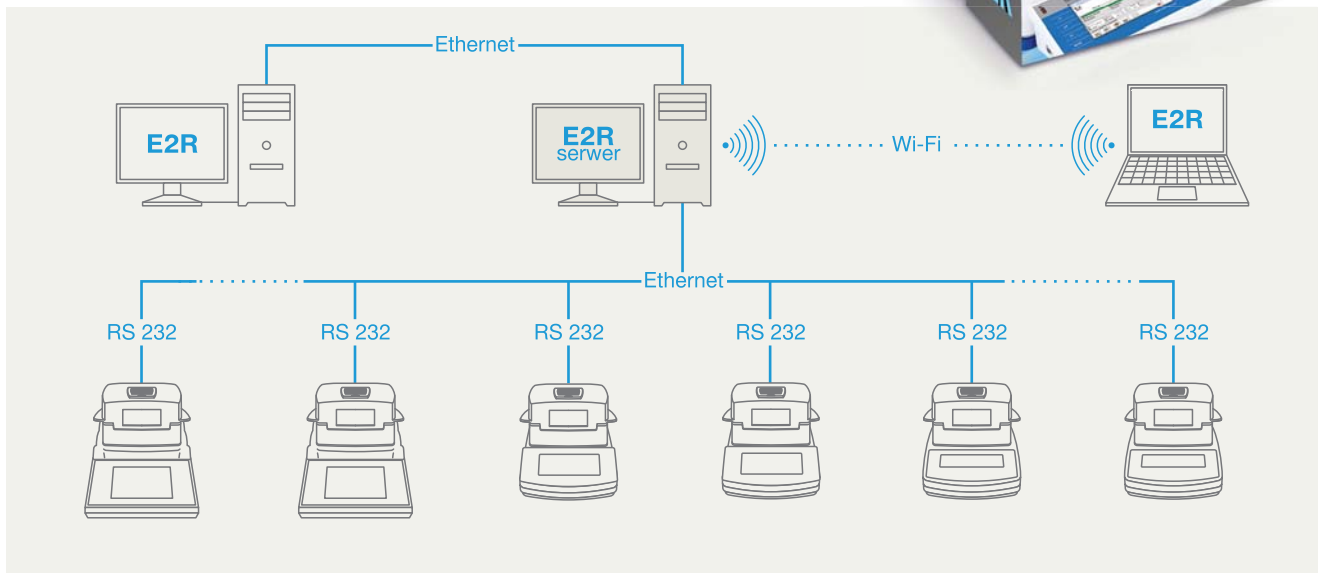 Ethernet
E2R
E2R
serwer
Wi-Fi
E2R
Ethernet
RS 232
RS 232
RS 232
RS 232
RS 232
RS 232